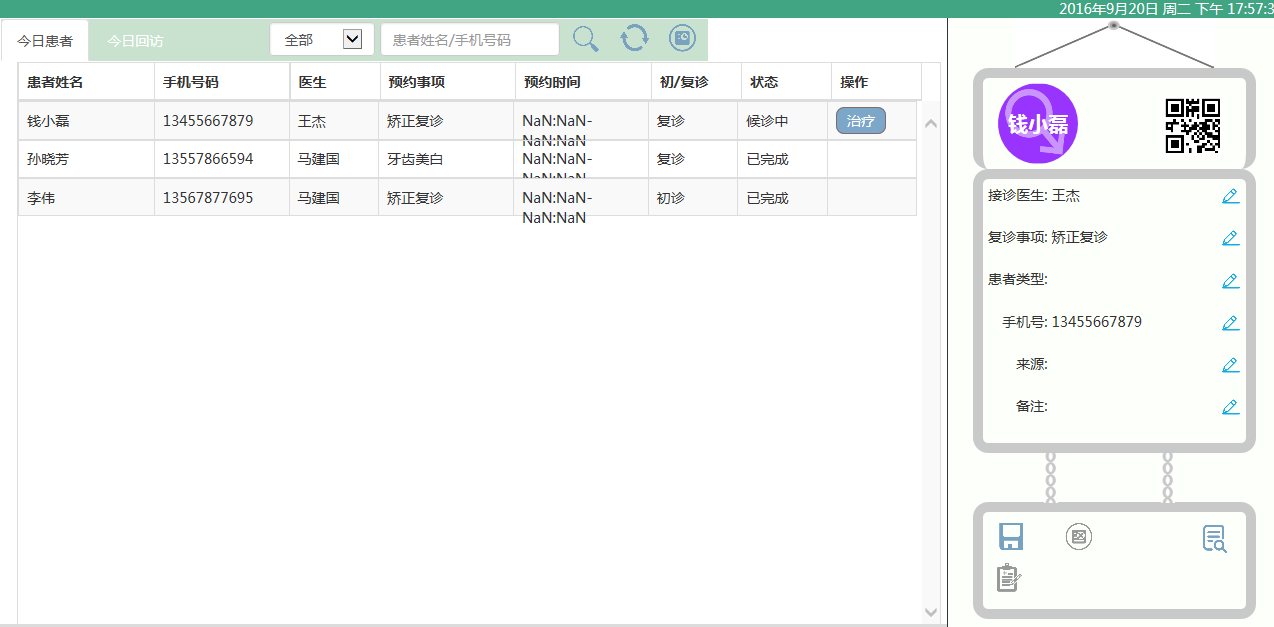 2016年9月20日 周二 下午 17:57:3
今日患者 今日回访 全部 患者姓名/手机号码
患者姓名 手机号码 医生 预约事项 预约时间 初/复诊 状态 操作
钱小磊 13455667879 王杰 矫正复诊 NaN:NaN- 复诊 候诊中 治疗
NaN:NaN
孙晓芳 13557866594 马建国 牙齿美白 NaN:NaN- 复诊 已完成
NaN:NaN
李伟 13567877695 马建国 矫正复诊 NaN:NaN- 初诊 已完成
NaN:NaN
钱小磊
接诊医生: 王杰
复诊事项: 矫正复诊
患者类型:
手机号: 13455667879
来源:
备注: